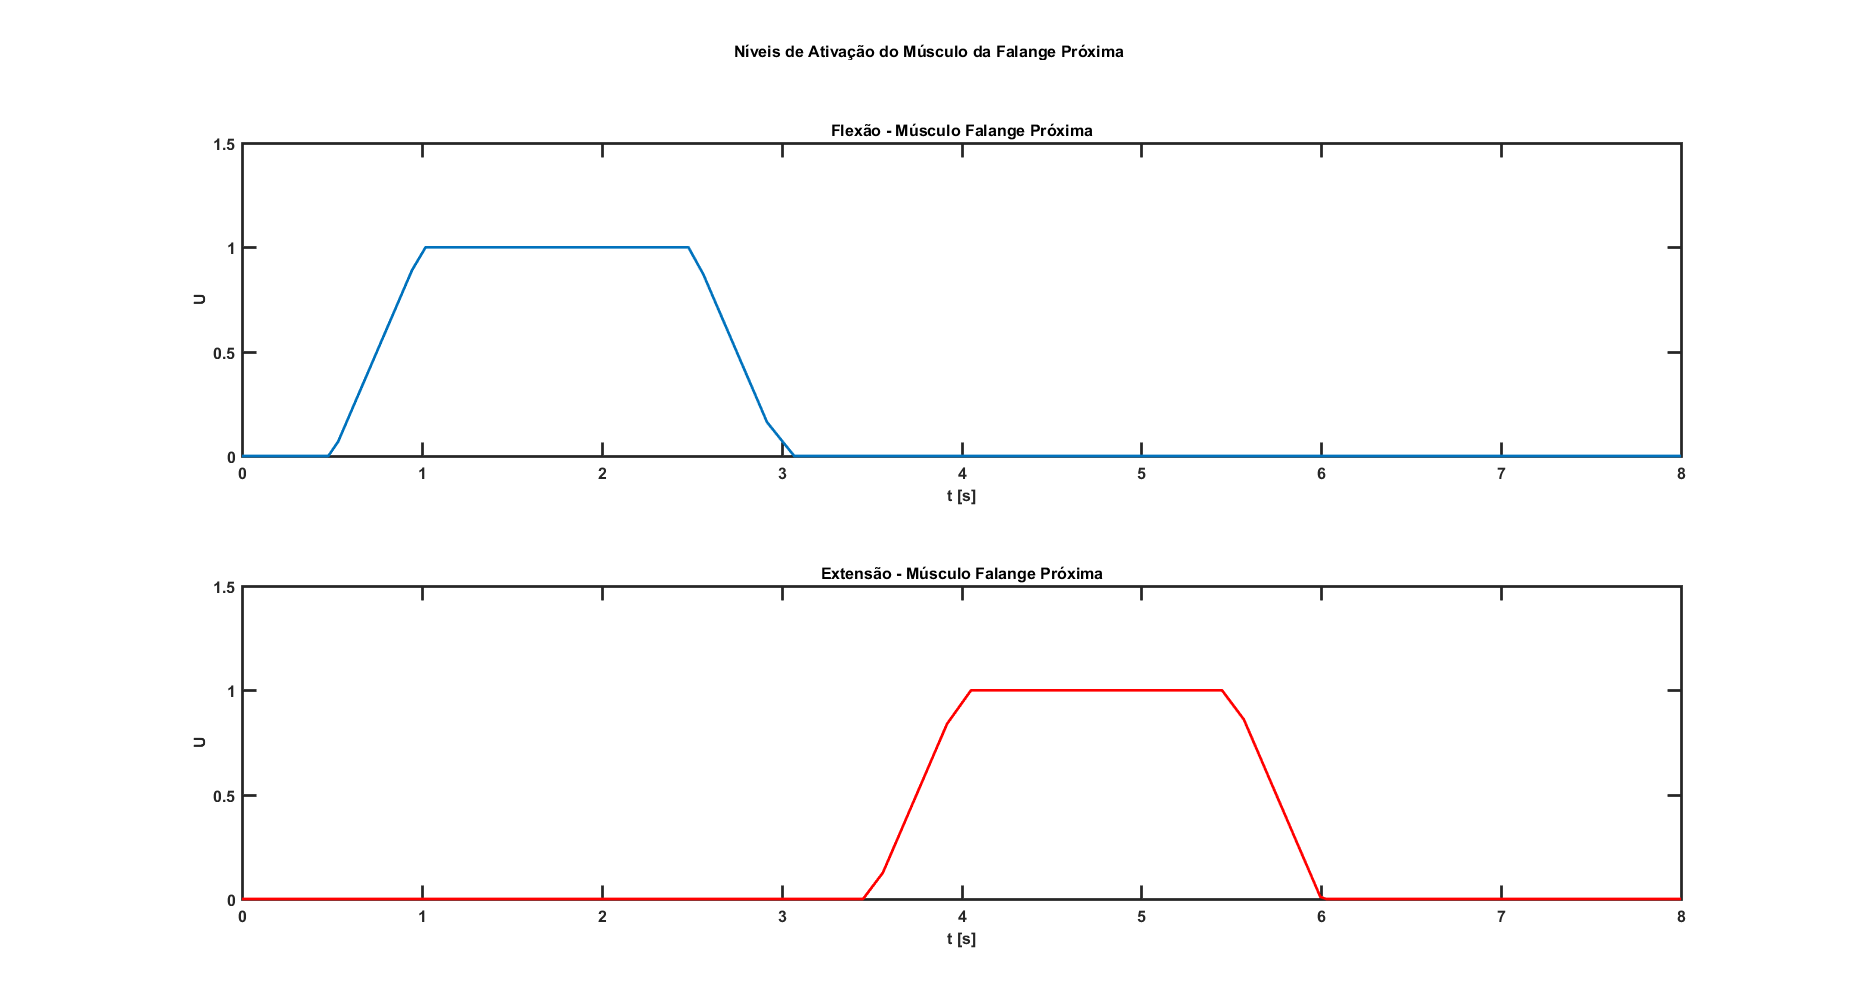 Níveis de Ativação do Músculo da Falange Próxima
Flexão - Músculo Falange Próxima
1.5
1
0.5
0
U
0 1 2 3 4 5 6 7 8
t [s]
Extensão - Músculo Falange Próxima
1.5
1
0.5
0
U
0 1 2 3 4 5 6 7 8
t [s]